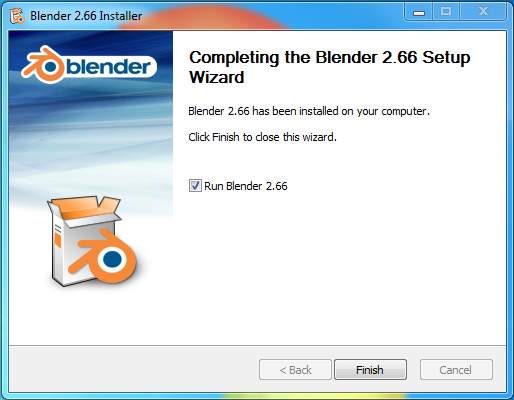 Blender 2.66 Installer
blender
Completing the Blender 2.66 Setup
Wizard
Blender 2.66 has been installed on your computer.
Click Finish to close this wizard.
Run Blender 2.66
< Back
Finish
Cancel